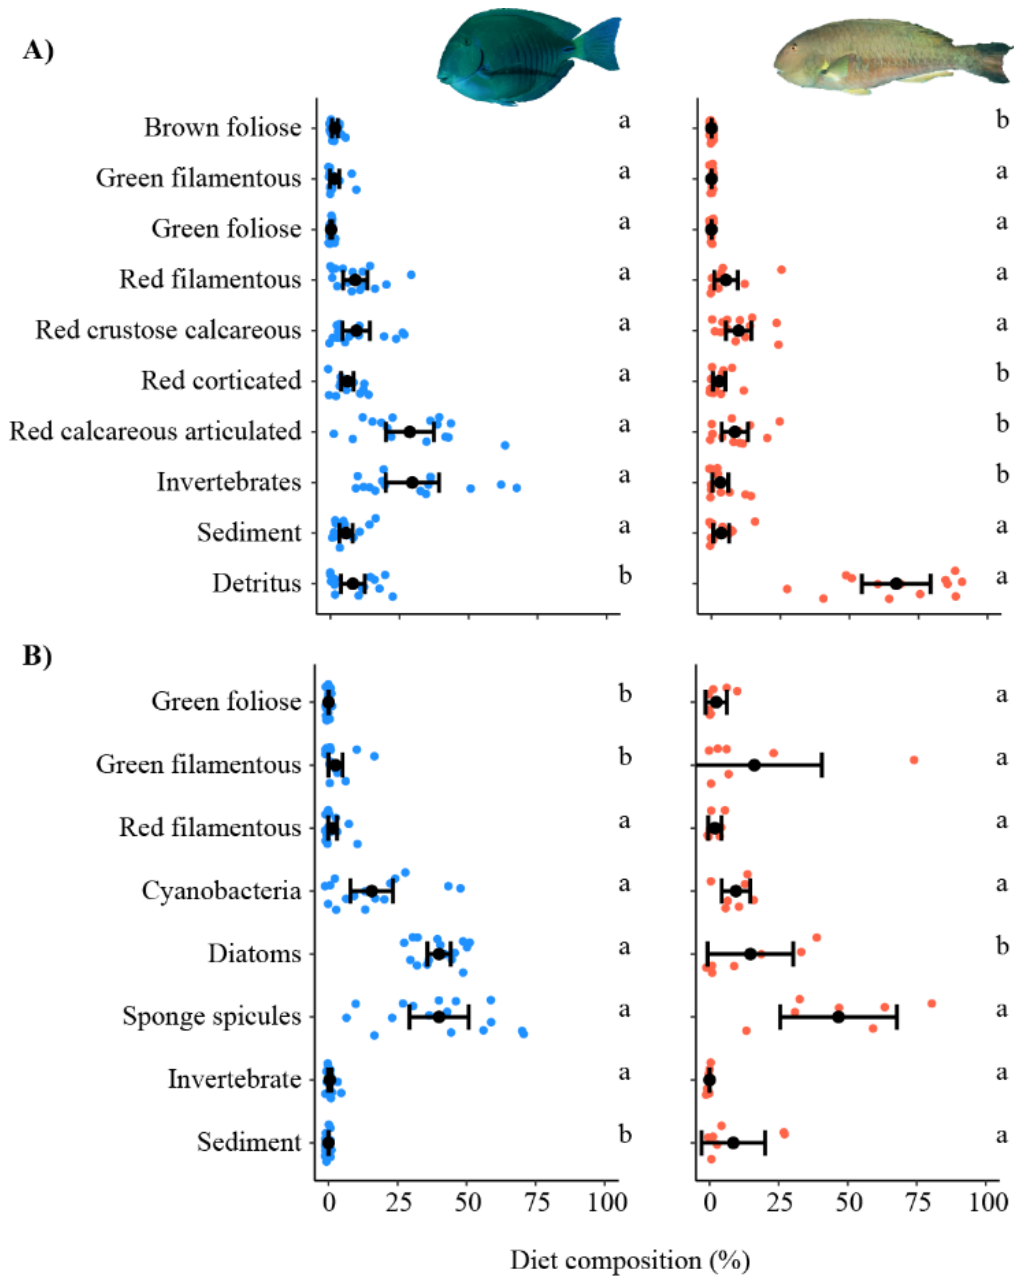 A)
Brown foliose a b
Green filamentous a a
Green foliose a a
Red filamentous a a
Red crustose calcareous a a
Red corticated a b
Red calcareous articulated a b
Invertebrates a b
Sediment a a
Detritus b a
B)
Green foliose b a
Green filamentous b a
Red filamentous a a
Cyanobacteria a a
Diatoms a b
Sponge spicules a a
Invertebrate a a
Sediment b a
0 25 50 75 100 0 25 50 75 100
Diet composition (%)